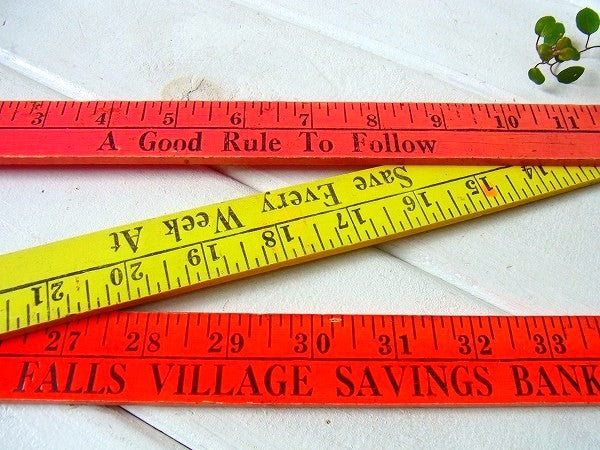 3 4 5 6 7 8 9 10 11
A Good Rule To Follow
14 15 16 17 18 19 20 21
Save Every Week At
27 28 29 30 31 32 33
FALLS VILLAGE SAVINGS BANK